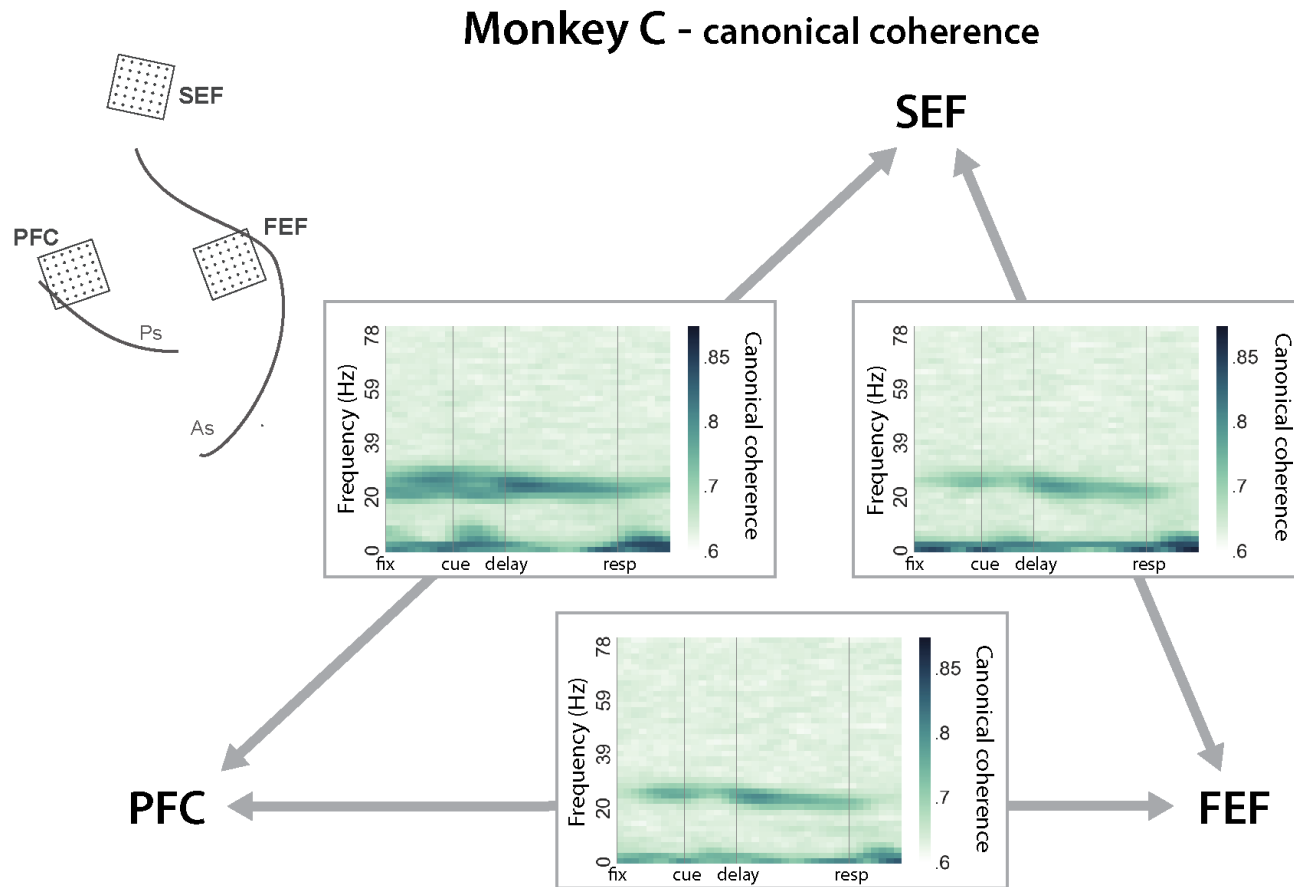 Monkey C - canonical coherence
SEF
SEF
PFC
FEF
Ps
As
78
59
39
20
0
Frequency (Hz)
fix cue delay resp
.85
.8
.7
.6
Canonical coherence
78
59
39
20
0
Frequency (Hz)
fix cue delay resp
.85
.8
.7
.6
Canonical coherence
78
59
39
20
0
Frequency (Hz)
fix cue delay resp
.85
.8
.7
.6
Canonical coherence
PFC
FEF